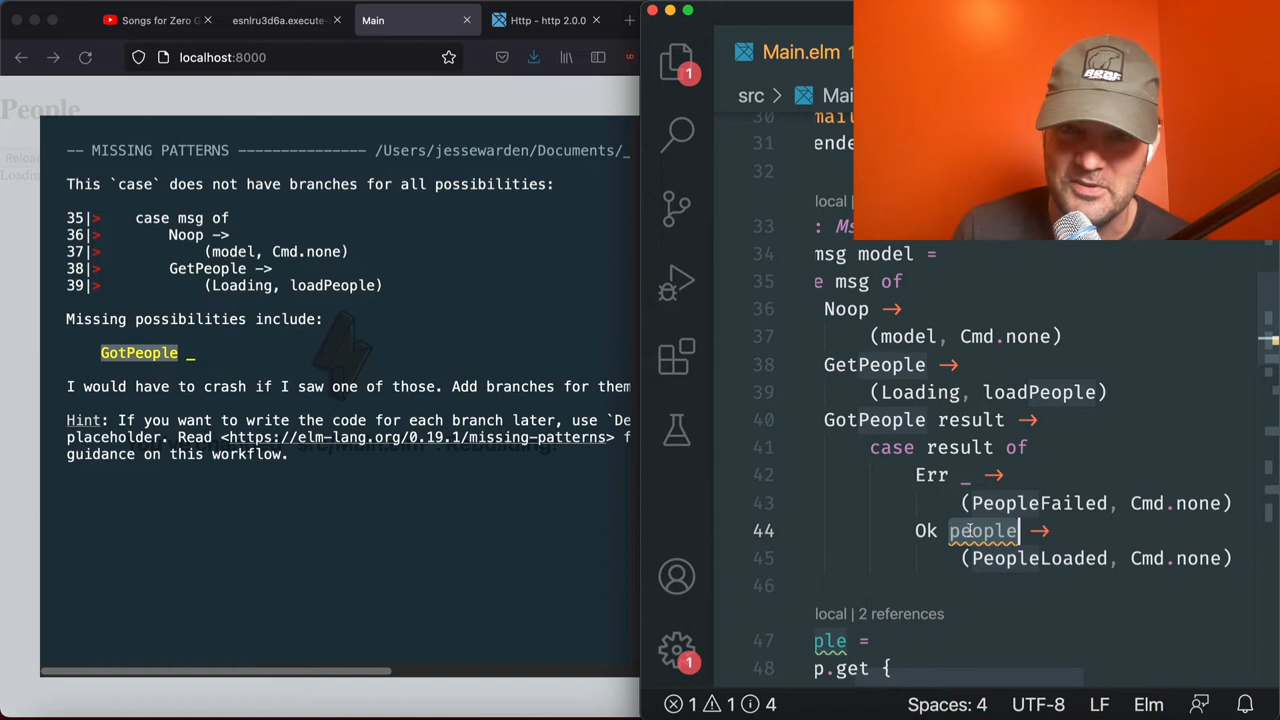 Songs for Zero G
esnlru3d6a.execute-
Main
Http - http 2.0.0
localhost:8000
People
Reload
-- MISSING PATTERNS --------------- /Users/jessewarden/Documents/_
This `case` does not have branches for all possibilities:
35|> case msg of
36|> Noop ->
37|> (model, Cmd.none)
38|> GetPeople ->
39|> (Loading, loadPeople)
Missing possibilities include:
GotPeople _
I would have to crash if I saw one of those. Add branches for them
Hint: If you want to write the code for each branch later, use `De
placeholder. Read <https://elm-lang.org/0.19.1/missing-patterns> f
guidance on this workflow.
Main.elm 1
src > Mai
30 mail
31 ende
32
local |
33 : Ms
34 msg model =
35 e msg of
36 Noop →
37 (model, Cmd.none)
38 GetPeople →
39 (Loading, loadPeople)
40 GotPeople result →
41 case result of
42 Err _ →
43 (PeopleFailed, Cmd.none)
44 Ok people →
45 (PeopleLoaded, Cmd.none)
46
local | 2 references
47 ple =
48 p.get {
1
1
1 1 4 Spaces: 4 UTF-8 LF Elm